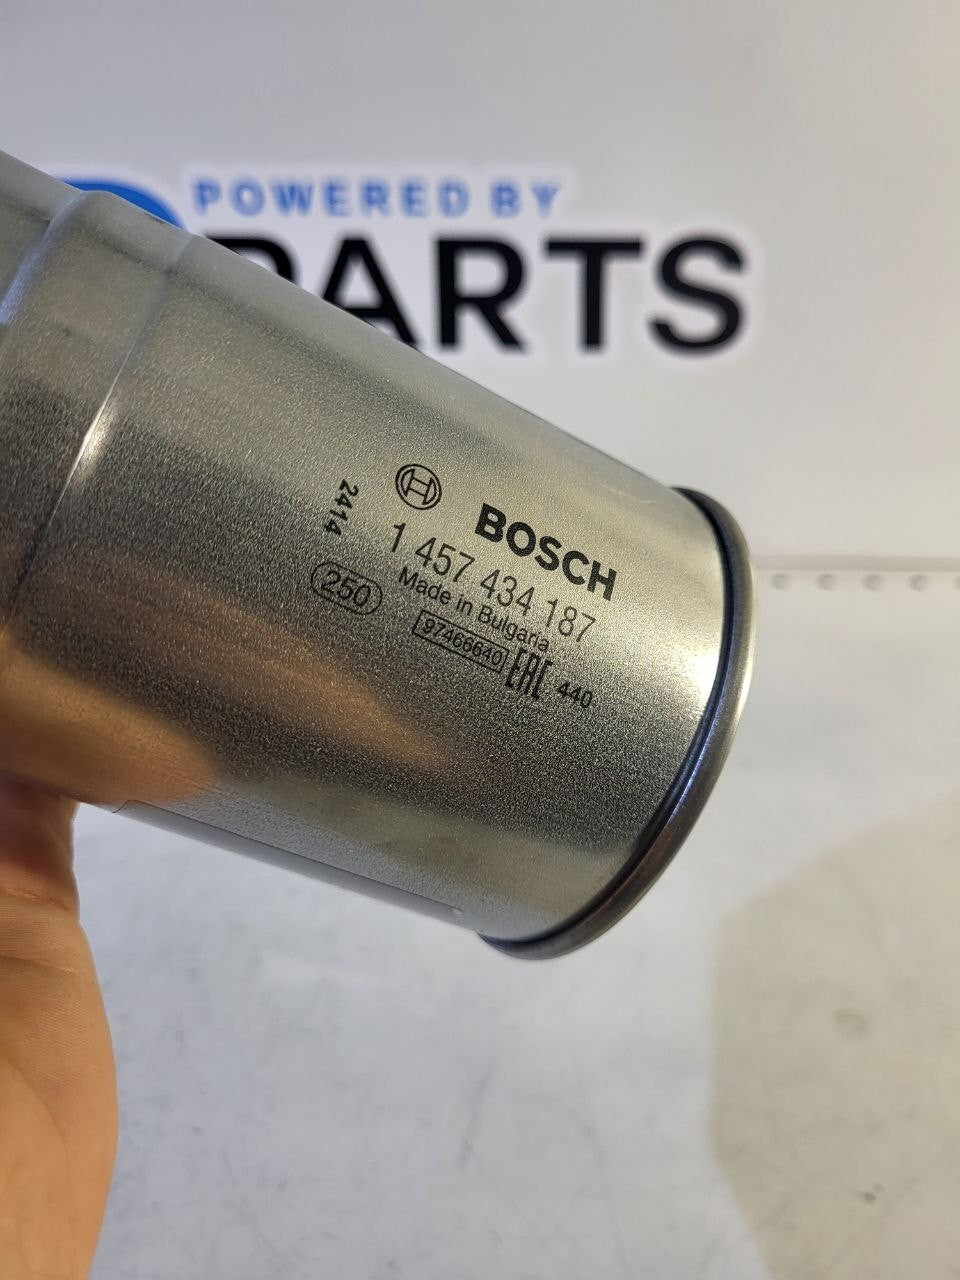 POWERED BY
PARTS
BOSCH
1 457 434 187
Made in Bulgaria
97466640 EAC 440
2414
250